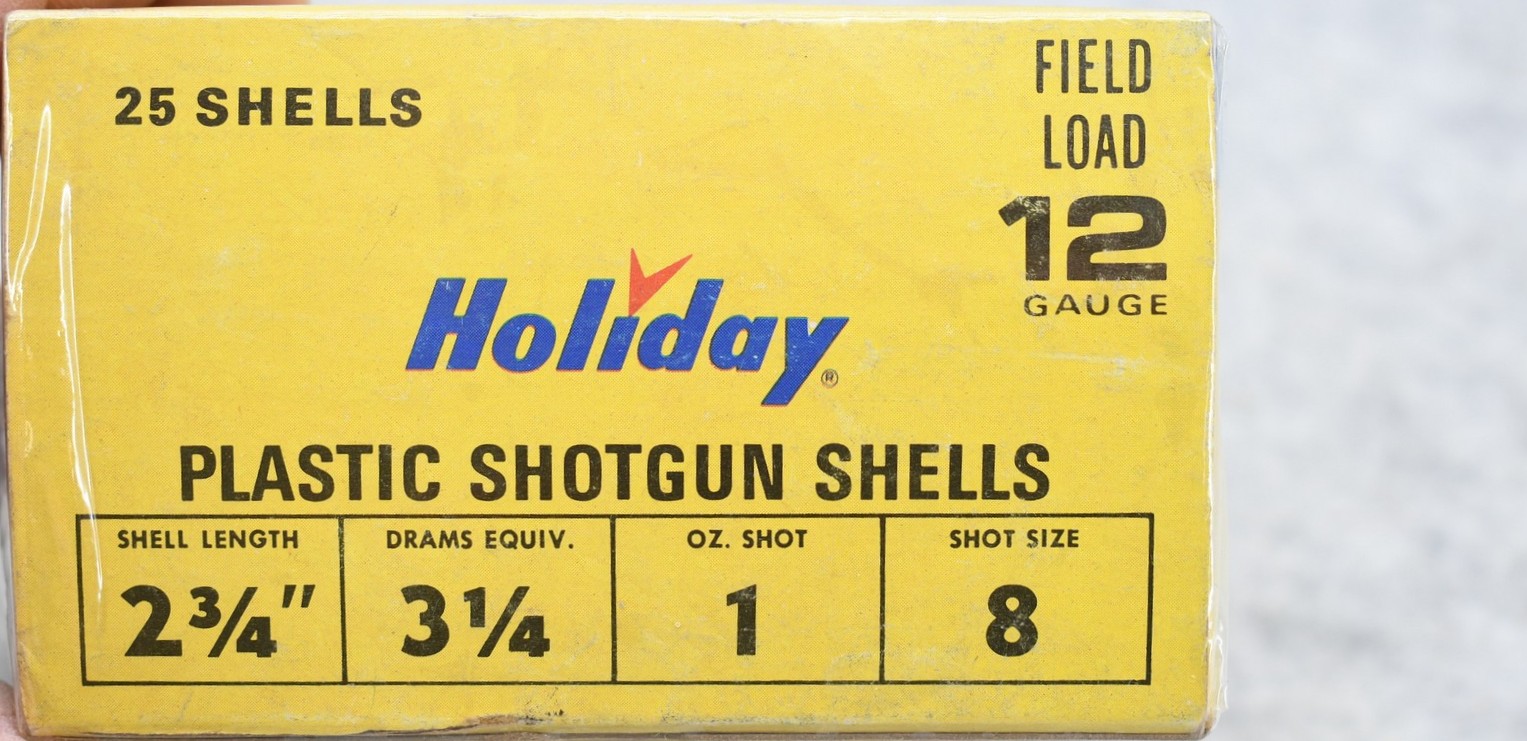 25 SHELLS
FIELD
LOAD
12
GAUGE
Holiday®
PLASTIC SHOTGUN SHELLS
SHELL LENGTH
2¾"
DRAMS EQUIV.
3¼
OZ. SHOT
1
SHOT SIZE
8